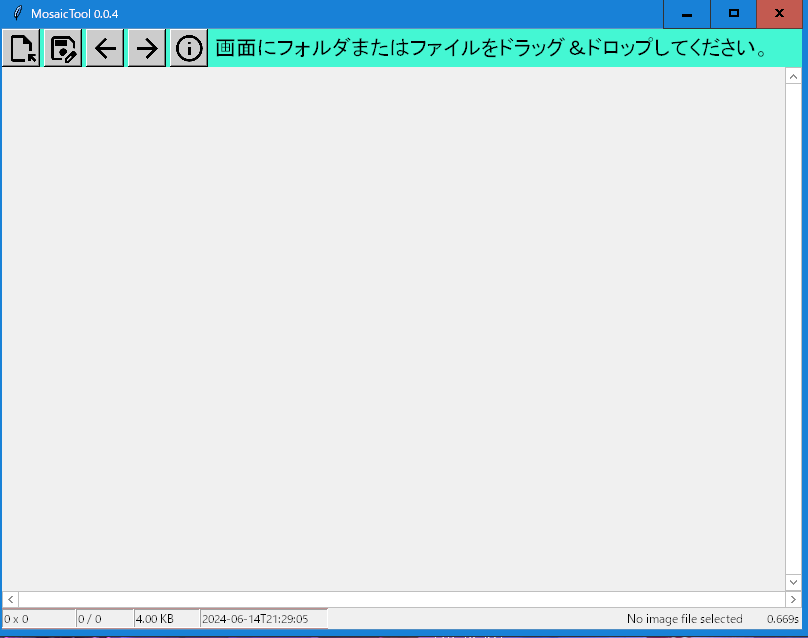 MosaicTool 0.0.4
画面にフォルダまたはファイルをドラッグ&ドロップしてください。
0 x 0
0 / 0
4.00 KB
2024-06-14T21:29:05
No image file selected
0.669s